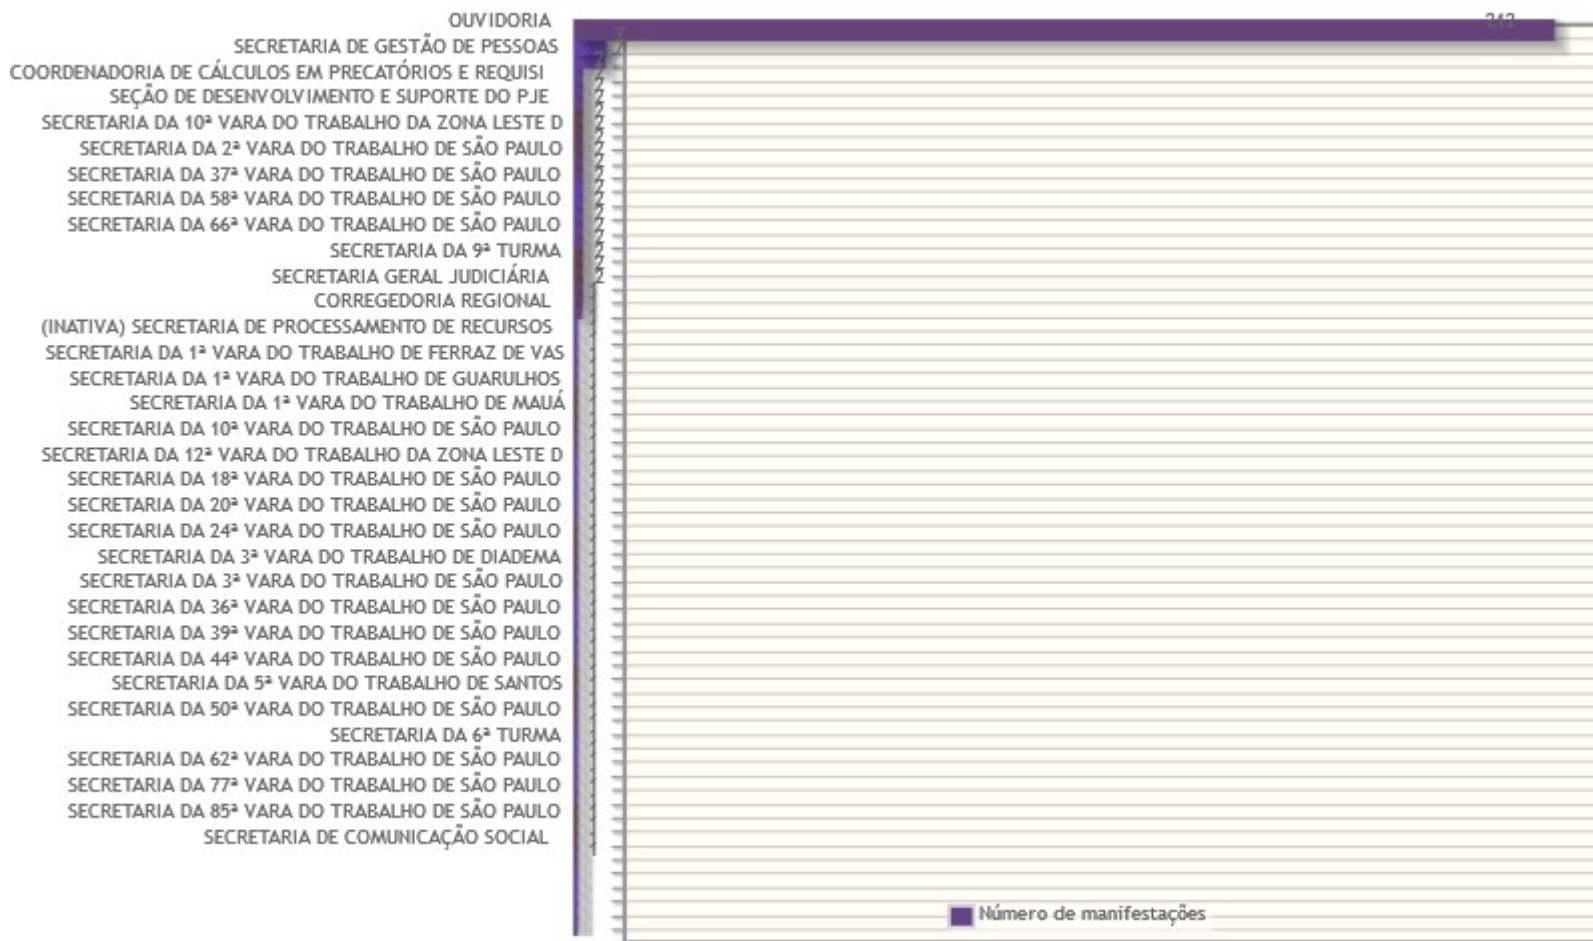 OUVIDORIA 242
SECRETARIA DE GESTÃO DE PESSOAS 7
COORDENADORIA DE CÁLCULOS EM PRECATÓRIOS E REQUISI 2
SEÇÃO DE DESENVOLVIMENTO E SUPORTE DO PJE 2
SECRETARIA DA 10ª VARA DO TRABALHO DA ZONA LESTE D 2
SECRETARIA DA 2ª VARA DO TRABALHO DE SÃO PAULO 2
SECRETARIA DA 37ª VARA DO TRABALHO DE SÃO PAULO 2
SECRETARIA DA 58ª VARA DO TRABALHO DE SÃO PAULO 2
SECRETARIA DA 66ª VARA DO TRABALHO DE SÃO PAULO 2
SECRETARIA DA 9ª TURMA 2
SECRETARIA GERAL JUDICIÁRIA 2
CORREGEDORIA REGIONAL
(INATIVA) SECRETARIA DE PROCESSAMENTO DE RECURSOS
SECRETARIA DA 1ª VARA DO TRABALHO DE FERRAZ DE VAS
SECRETARIA DA 1ª VARA DO TRABALHO DE GUARULHOS
SECRETARIA DA 1ª VARA DO TRABALHO DE MAUÁ
SECRETARIA DA 10ª VARA DO TRABALHO DE SÃO PAULO
SECRETARIA DA 12ª VARA DO TRABALHO DA ZONA LESTE D
SECRETARIA DA 18ª VARA DO TRABALHO DE SÃO PAULO
SECRETARIA DA 20ª VARA DO TRABALHO DE SÃO PAULO
SECRETARIA DA 24ª VARA DO TRABALHO DE SÃO PAULO
SECRETARIA DA 3ª VARA DO TRABALHO DE DIADEMA
SECRETARIA DA 3ª VARA DO TRABALHO DE SÃO PAULO
SECRETARIA DA 36ª VARA DO TRABALHO DE SÃO PAULO
SECRETARIA DA 39ª VARA DO TRABALHO DE SÃO PAULO
SECRETARIA DA 44ª VARA DO TRABALHO DE SÃO PAULO
SECRETARIA DA 5ª VARA DO TRABALHO DE SANTOS
SECRETARIA DA 50ª VARA DO TRABALHO DE SÃO PAULO
SECRETARIA DA 6ª TURMA
SECRETARIA DA 62ª VARA DO TRABALHO DE SÃO PAULO
SECRETARIA DA 77ª VARA DO TRABALHO DE SÃO PAULO
SECRETARIA DA 85ª VARA DO TRABALHO DE SÃO PAULO
SECRETARIA DE COMUNICAÇÃO SOCIAL
Número de manifestações